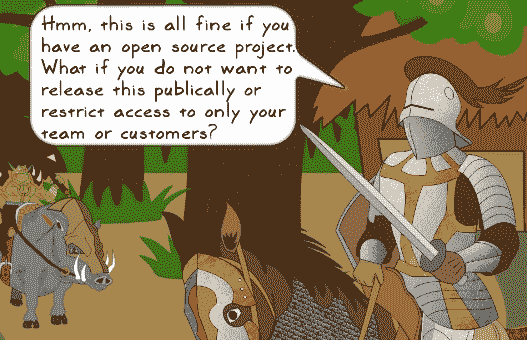 Hmm, this is all fine if you
have an open source project.
What if you do not want to
release this publically or
restrict access to only your
team or customers?